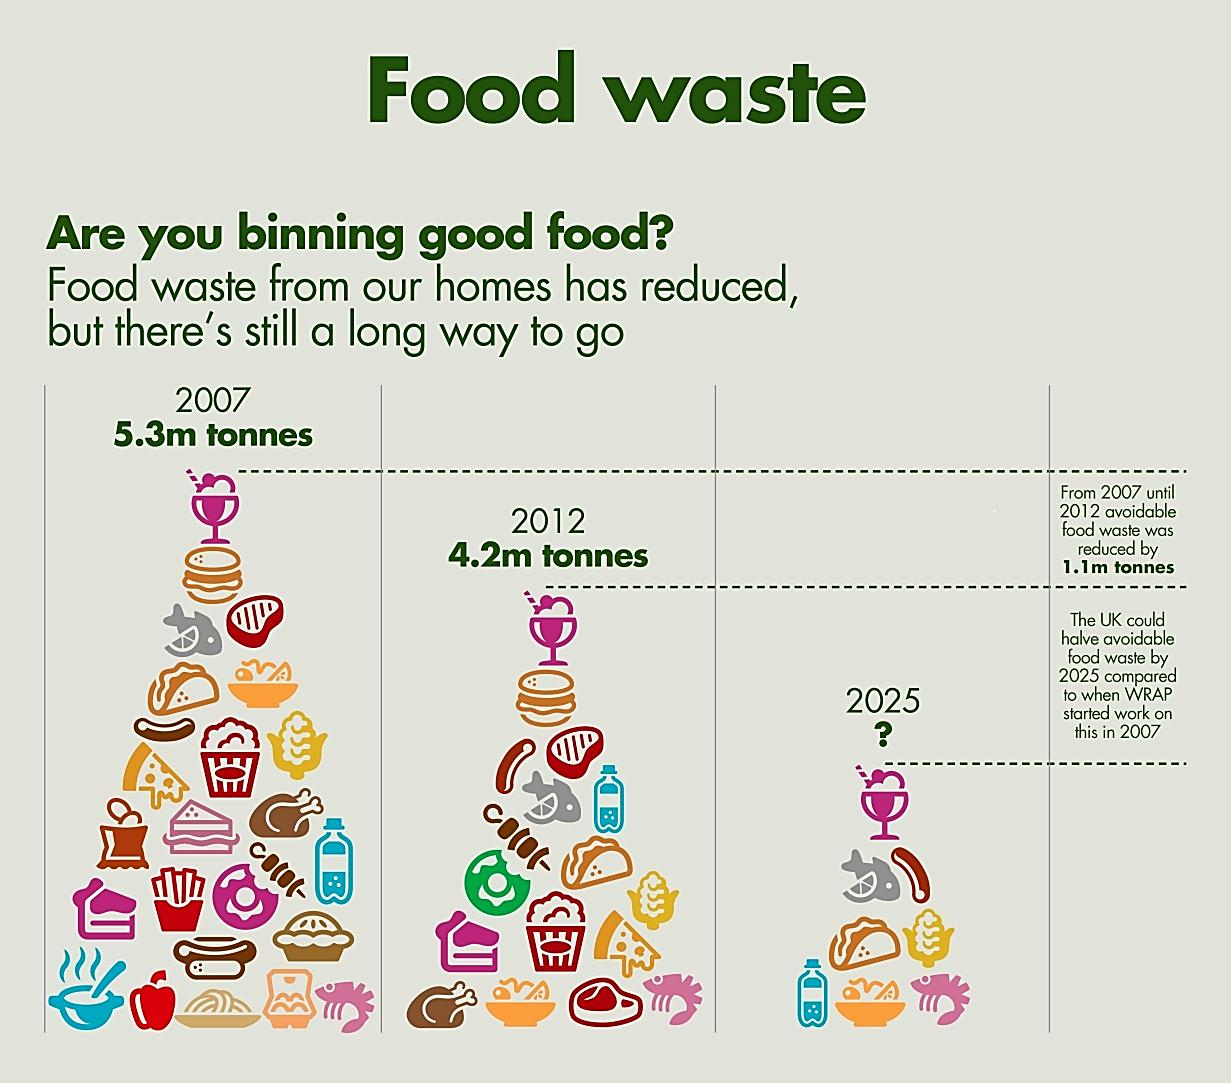 Food waste
Are you binning good food?
Food waste from our homes has reduced,
but there's still a long way to go
2007
5.3m tonnes
2012
4.2m tonnes
2025
?
From 2007 until
2012 avoidable
food waste was
reduced by
1.1m tonnes
The UK could
halve avoidable
food waste by
2025 compared
to when WRAP
started work on
this in 2007